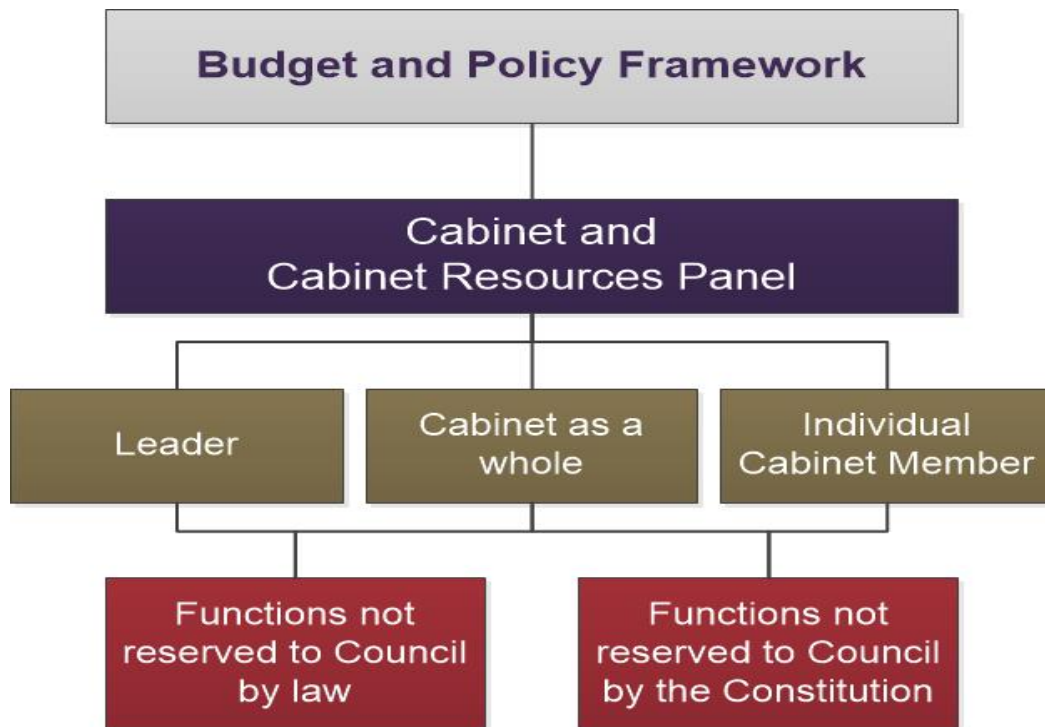 Budget and Policy Framework
Cabinet and
Cabinet Resources Panel
Leader
Cabinet as a
whole
Individual
Cabinet Member
Functions not
reserved to Council
by law
Functions not
reserved to Council
by the Constitution